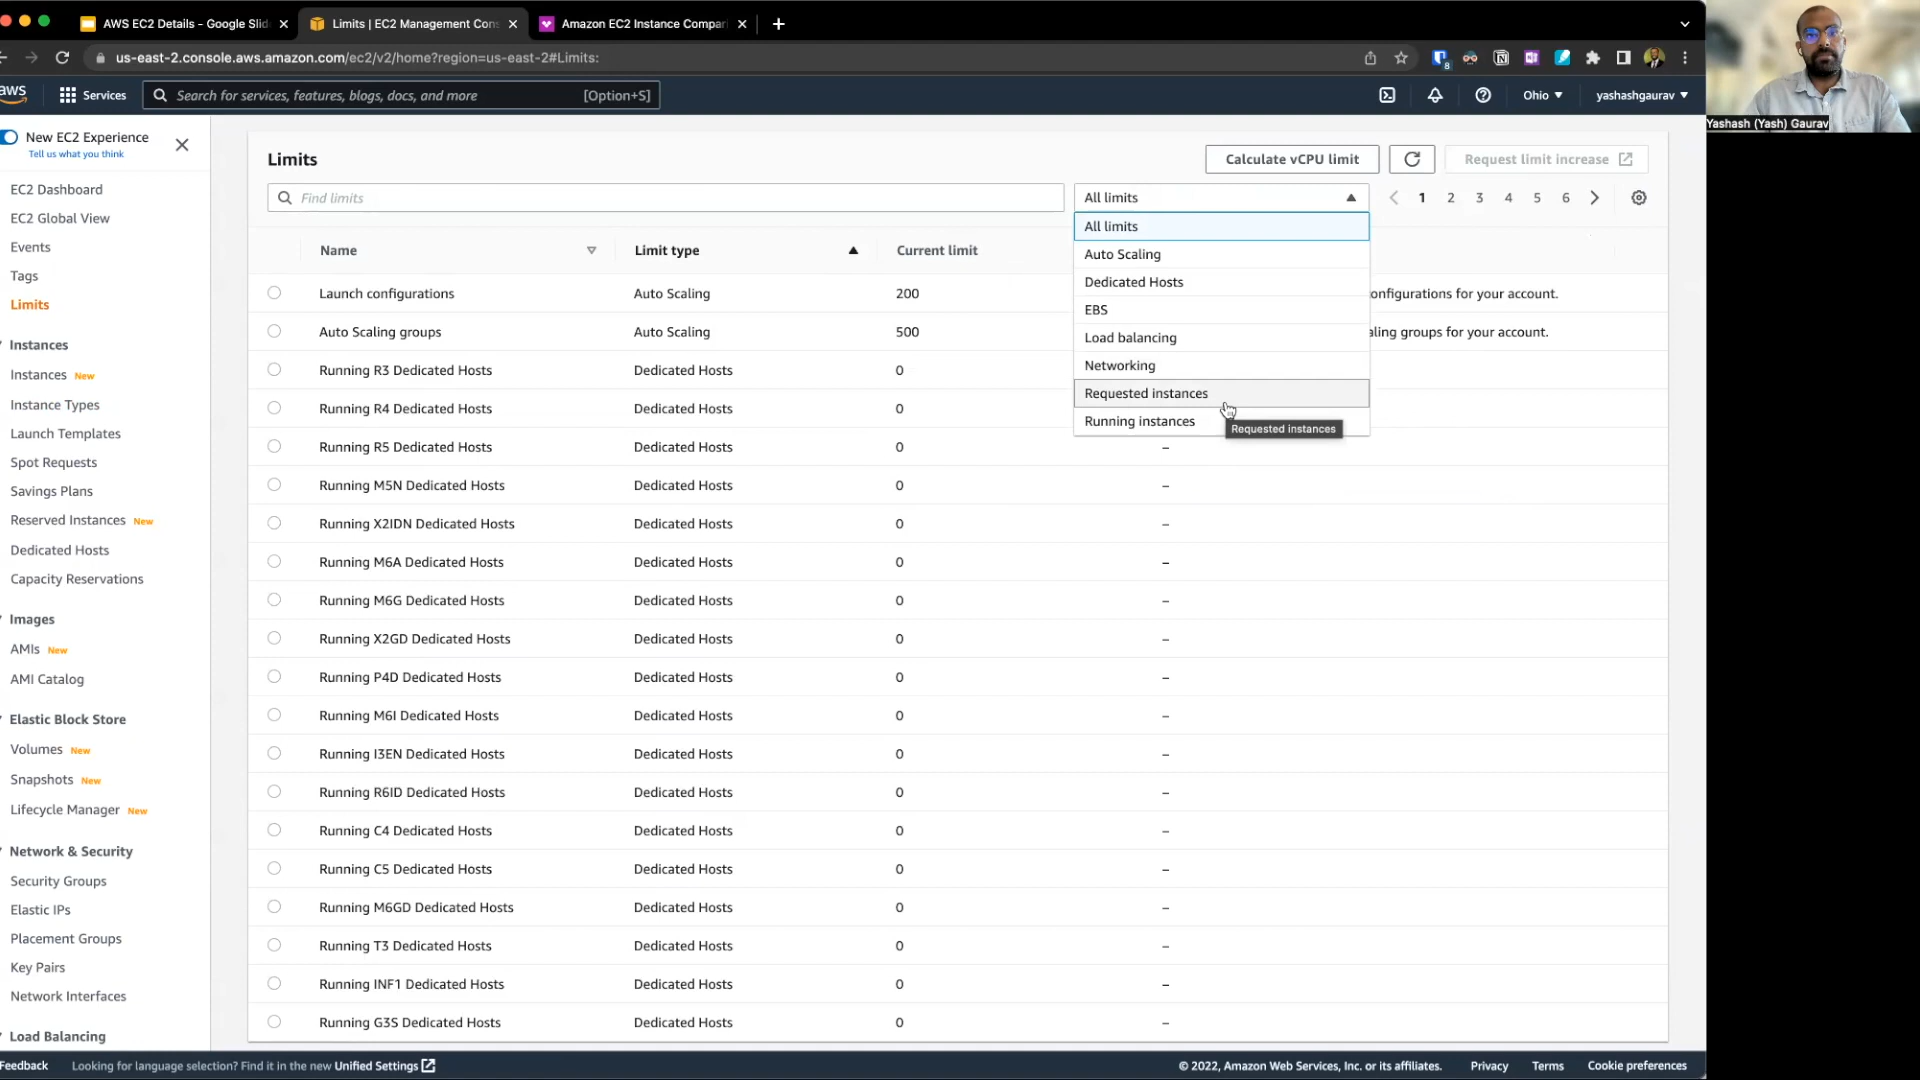 AWS EC2 Details - Google Slid
Limits | EC2 Management Con
Amazon EC2 Instance Compari
us-east-2.console.aws.amazon.com/ec2/v2/home?region=us-east-2#Limits:
8
aws
Services
Search for services, features, blogs, docs, and more
[Option+S]
Ohio
yashashgaurav
Yashash (Yash) Gaurav
New EC2 Experience
Tell us what you think
EC2 Dashboard
EC2 Global View
Events
Tags
Limits
Instances
Instances New
Instance Types
Launch Templates
Spot Requests
Savings Plans
Reserved Instances New
Dedicated Hosts
Capacity Reservations
Images
AMIs New
AMI Catalog
Elastic Block Store
Volumes New
Snapshots New
Lifecycle Manager New
Network & Security
Security Groups
Elastic IPs
Placement Groups
Key Pairs
Network Interfaces
Load Balancing
Limits
Calculate vCPU limit
Request limit increase
Find limits
All limits
1 2 3 4 5 6
All limits
Auto Scaling
Dedicated Hosts
EBS
Load balancing
Networking
Requested instances
Running instances
Requested instances
Name Limit type Current limit
Launch configurations Auto Scaling 200 onfigurations for your account.
Auto Scaling groups Auto Scaling 500 aling groups for your account.
Running R3 Dedicated Hosts Dedicated Hosts 0
Running R4 Dedicated Hosts Dedicated Hosts 0
Running R5 Dedicated Hosts Dedicated Hosts 0 –
Running M5N Dedicated Hosts Dedicated Hosts 0 –
Running X2IDN Dedicated Hosts Dedicated Hosts 0 –
Running M6A Dedicated Hosts Dedicated Hosts 0 –
Running M6G Dedicated Hosts Dedicated Hosts 0 –
Running X2GD Dedicated Hosts Dedicated Hosts 0 –
Running P4D Dedicated Hosts Dedicated Hosts 0 –
Running M6I Dedicated Hosts Dedicated Hosts 0 –
Running I3EN Dedicated Hosts Dedicated Hosts 0 –
Running R6ID Dedicated Hosts Dedicated Hosts 0 –
Running C4 Dedicated Hosts Dedicated Hosts 0 –
Running C5 Dedicated Hosts Dedicated Hosts 0 –
Running M6GD Dedicated Hosts Dedicated Hosts 0 –
Running T3 Dedicated Hosts Dedicated Hosts 0 –
Running INF1 Dedicated Hosts Dedicated Hosts 0 –
Running G3S Dedicated Hosts Dedicated Hosts 0 –
Feedback
Looking for language selection? Find it in the new Unified Settings
© 2022, Amazon Web Services, Inc. or its affiliates.
Privacy
Terms
Cookie preferences